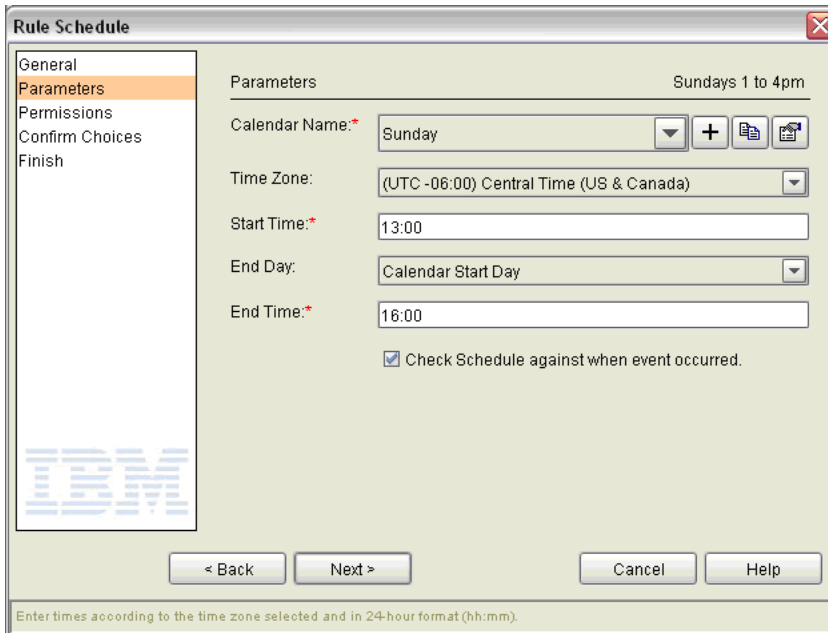 Rule Schedule
General
Parameters
Permissions
Confirm Choices
Finish
Parameters Sundays 1 to 4pm
Calendar Name:* Sunday
Time Zone: (UTC -06:00) Central Time (US & Canada)
Start Time:* 13:00
End Day: Calendar Start Day
End Time:* 16:00
Check Schedule against when event occurred.
IBM
< Back Next > Cancel Help
Enter times according to the time zone selected and in 24-hour format (hh:mm).